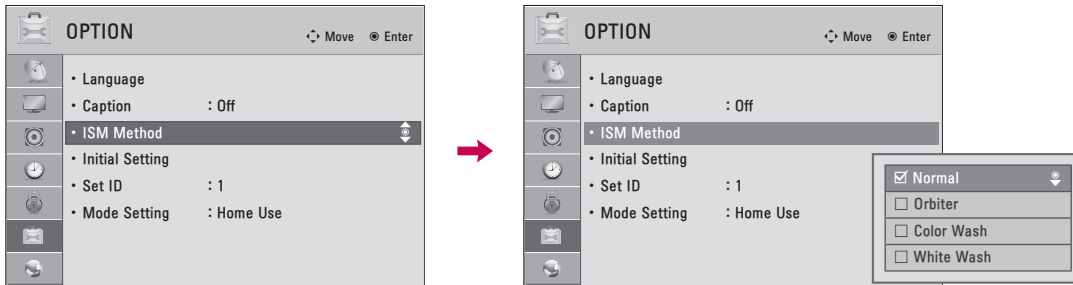 OPTION
Move Enter
• Language
• Caption : Off
• ISM Method
• Initial Setting
• Set ID : 1
• Mode Setting : Home Use
OPTION
Move Enter
• Language
• Caption : Off
• ISM Method
• Initial Setting
• Set ID : 1
• Mode Setting : Home Use
☑ Normal
☐ Orbiter
☐ Color Wash
☐ White Wash